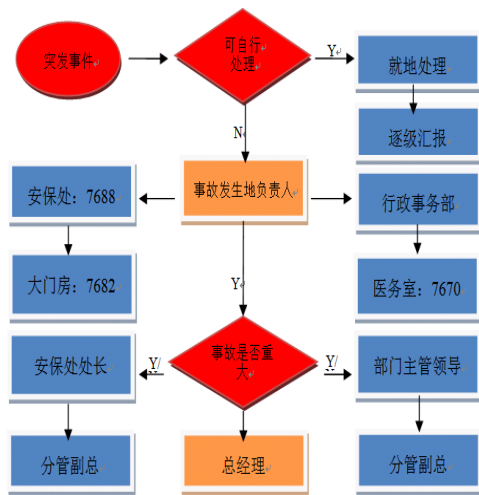 突发事件
可自行
处理
Y
就地处理
N
逐级汇报
安保处：7688
事故发生地负责人
行政事务部
大门房：7682
Y
医务室：7670
安保处处长
Y/
事故是否重
大
Y/
部门主管领导
分管副总
总经理
分管副总